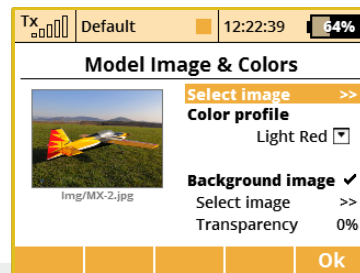 Tx Default 12:22:39 64%
Model Image & Colors
Select image >>
Color profile
Light Red
Img/MX-2.jpg
Background image ✓
Select image >>
Transparency 0%
Ok